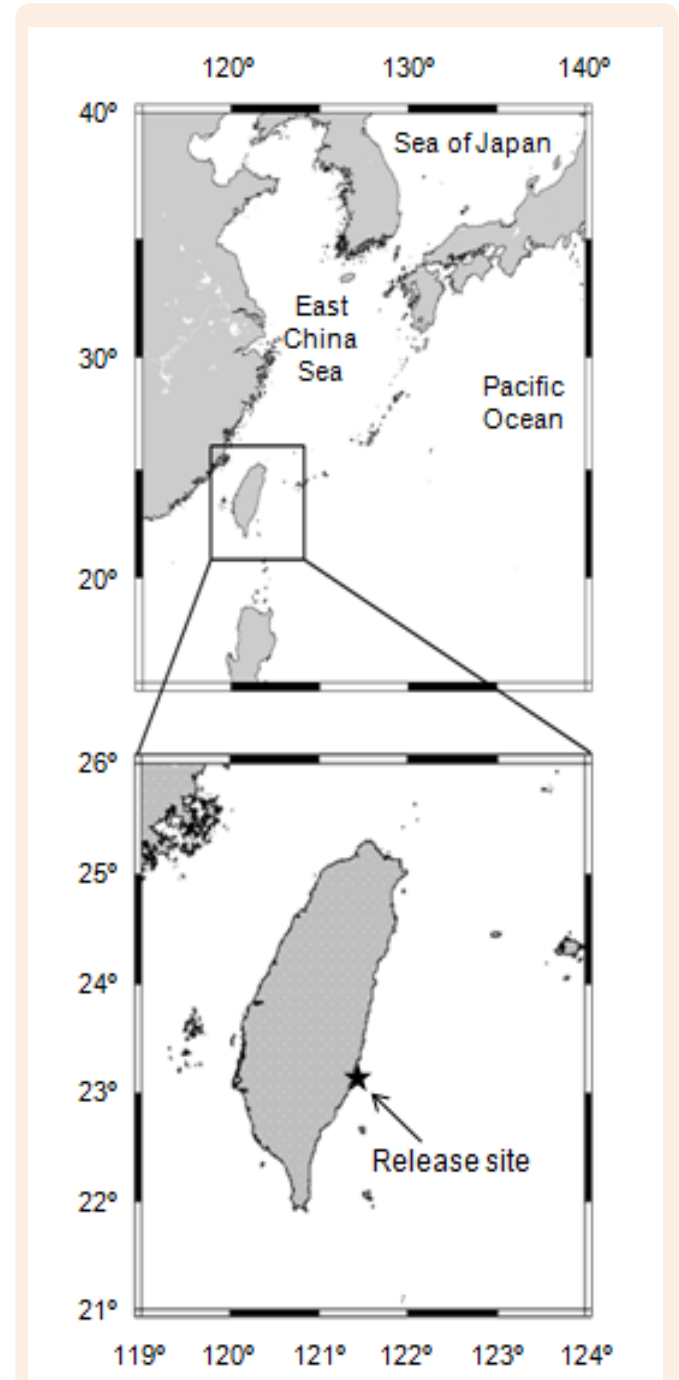 120º 130º 140º
40º
Sea of Japan
East
China
Sea
30º
Pacific
Ocean
20º
26º
25º
24º
23º
Release site
22º
21º
119º 120º 121º 122º 123º 124º